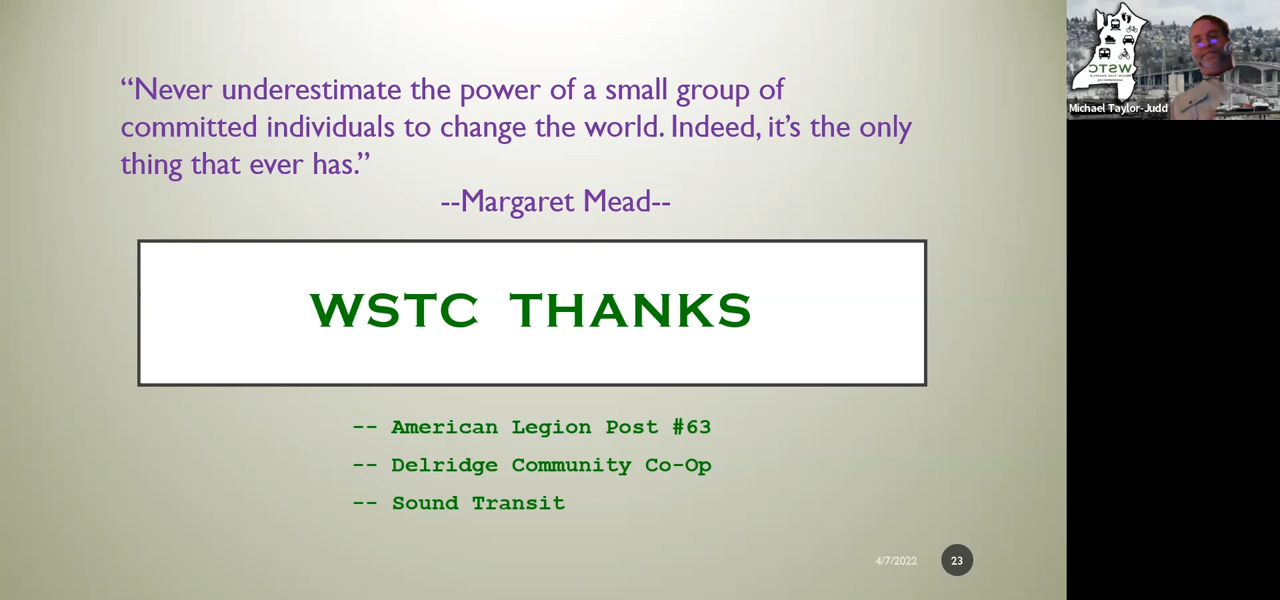 “Never underestimate the power of a small group of
committed individuals to change the world. Indeed, it’s the only
thing that ever has.”
--Margaret Mead--
WSTC THANKS
-- American Legion Post #63
-- Delridge Community Co-Op
-- Sound Transit
4/7/2022
23
WSTC
Michael Taylor-Judd